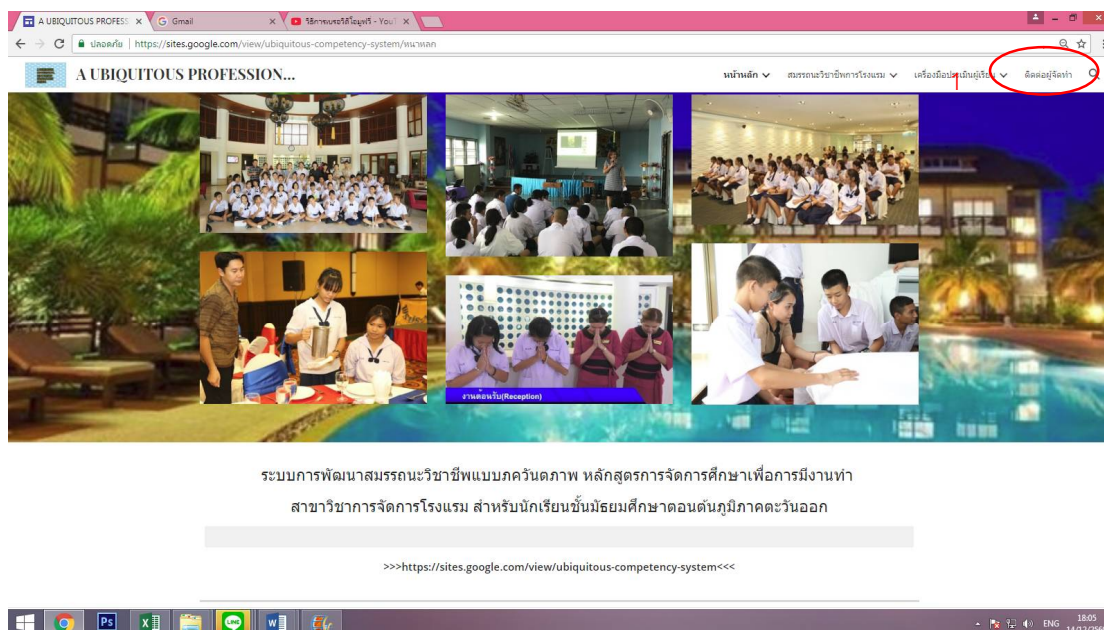 A UBIQUITOUS PROFESS
Gmail
วิธีการบระรวิธีโอบูฟรี - YouT
ปลอดภัย
https://sites.google.com/view/ubiquitous-competency-system/หนาหลก
A UBIQUITOUS PROFESSION...
หน้าหลัก
สมรรถนะวิชาชีพการโรงแรม
เครื่องมือประเมินผู้เรียน
ติดต่อผู้จัดทำ
1
งานต้อนรับ(Reception)
ระบบการพัฒนาสมรรถนะวิชาชีพแบบภควันตภาพ หลักสูตรการจัดการศึกษาเพื่อการมีงานทำ
สาขาวิชาการจัดการโรงแรม สำหรับนักเรียนชั้นมัธยมศึกษาตอนต้นภูมิภาคตะวันออก
>>>https://sites.google.com/view/ubiquitous-competency-system<<<
Ps
LINE
ENG
18:05